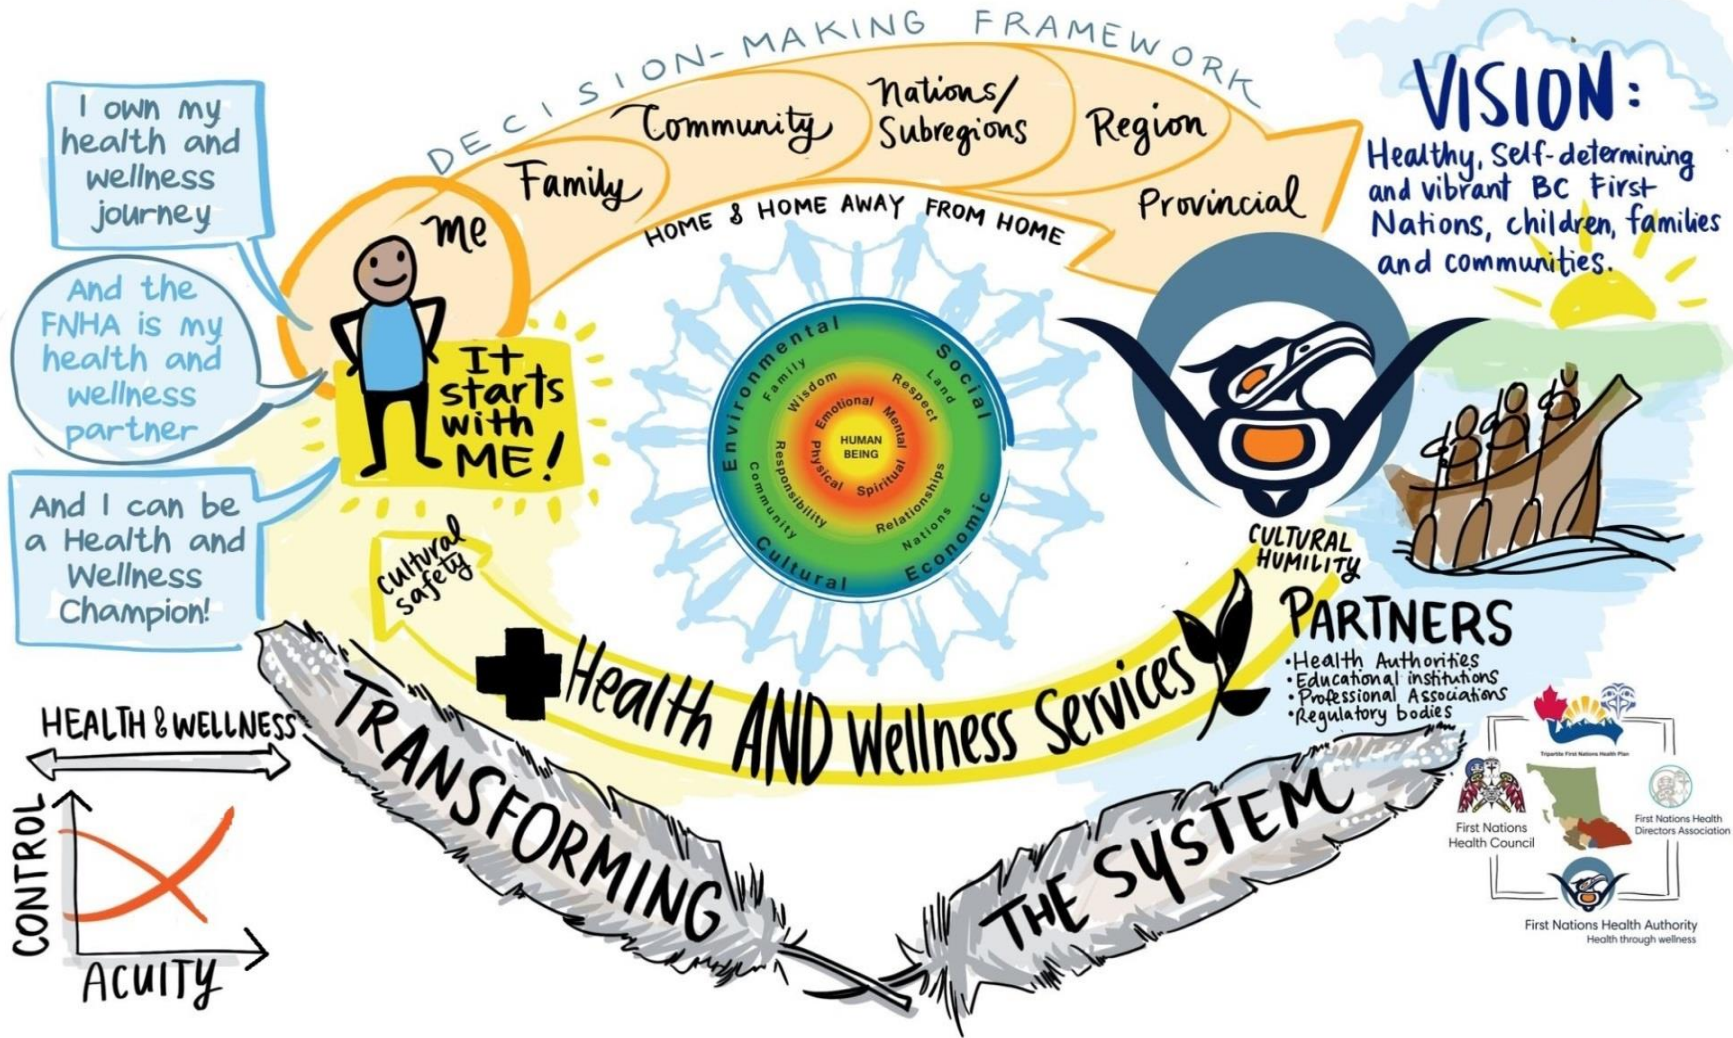 DECISION-MAKING FRAMEWORK
I own my
health and
wellness
journey
And the
FNHA is my
health and
wellness
partner
And I can be
a Health and
Wellness
Champion!
me
Family
Community
Nations/
Subregions
Region
Provincial
HOME & HOME AWAY FROM HOME
It
starts
with
ME!
VISION:
Healthy, Self-determining
and vibrant BC First
Nations, children, families
and communities.
Environmental
Social
Economic
Cultural
Family
Land
Nations
Community
Wisdom
Respect
Relationships
Responsibility
Emotional
Mental
Spiritual
Physical
HUMAN
BEING
Cultural
safety
CULTURAL
HUMILITY
Health AND Wellness Services
PARTNERS
•Health Authorities
•Educational institutions
•Professional Associations
•Regulatory bodies
TRANSFORMING
THE SYSTEM
HEALTH & WELLNESS
CONTROL
ACUITY
Tripartite First Nations Health Plan
First Nations
Health Council
First Nations Health
Directors Association
First Nations Health Authority
Health through wellness